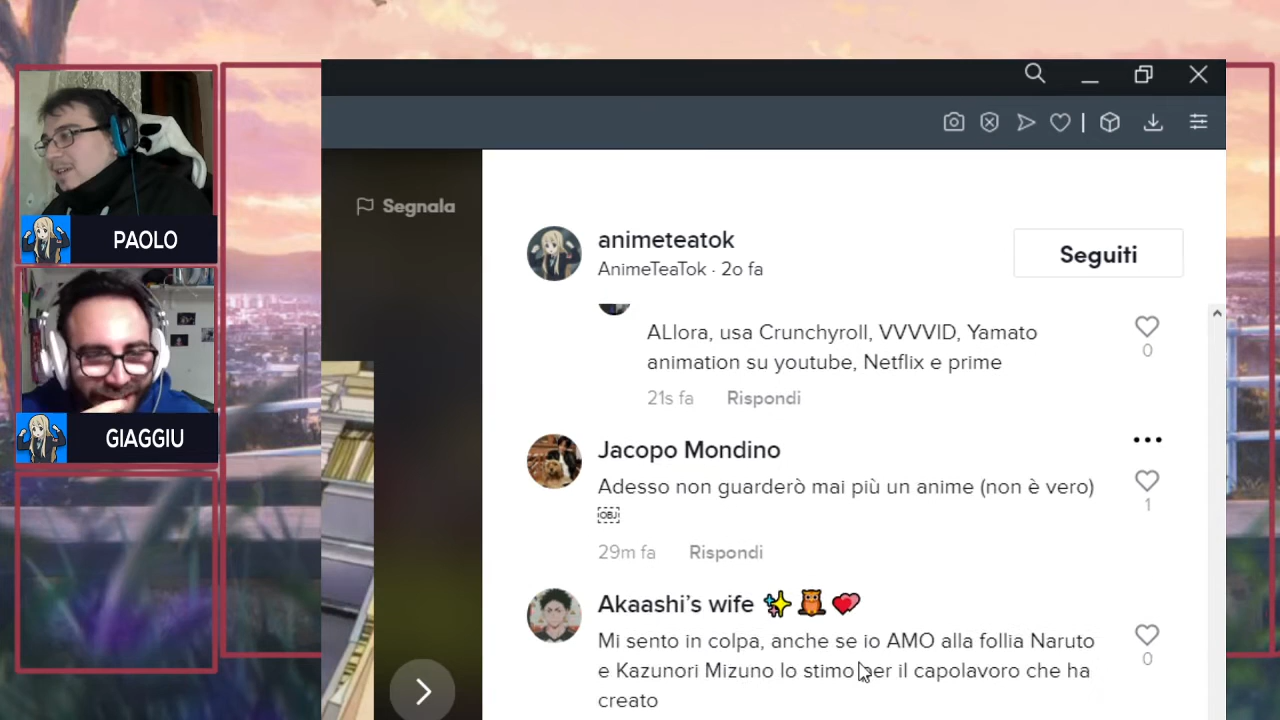 PAOLO
GIAGGIU
Segnala
animeteatok
AnimeTeaTok · 2o fa
Seguiti
ALlora, usa Crunchyroll, VVVVID, Yamato
animation su youtube, Netflix e prime
0
21s fa Rispondi
Jacopo Mondino
Adesso non guarderò mai più un anime (non è vero)
OBJ
1
29m fa Rispondi
Akaashi’s wife ✨🦉💕
Mi sento in colpa, anche se io AMO alla follia Naruto
e Kazunori Mizuno lo stimo per il capolavoro che ha
creato
0